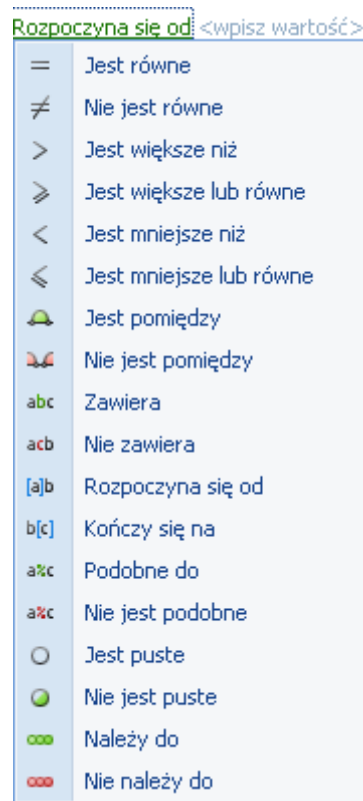 Rozpoczyna się od <wpisz wartość>
= Jest równe
≠ Nie jest równe
> Jest większe niż
⩾ Jest większe lub równe
< Jest mniejsze niż
⩽ Jest mniejsze lub równe
Jest pomiędzy
Nie jest pomiędzy
abc Zawiera
acb Nie zawiera
[a]b Rozpoczyna się od
b[c] Kończy się na
a%c Podobne do
a%c Nie jest podobne
Jest puste
Nie jest puste
Należy do
Nie należy do